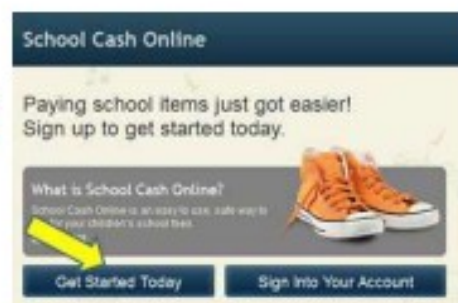 School Cash Online
Paying school items just got easier!
Sign up to get started today.
What is School Cash Online?
School Cash Online is an easy to use, safe way to
for your children's school fees.
Get Started Today
Sign Into Your Account